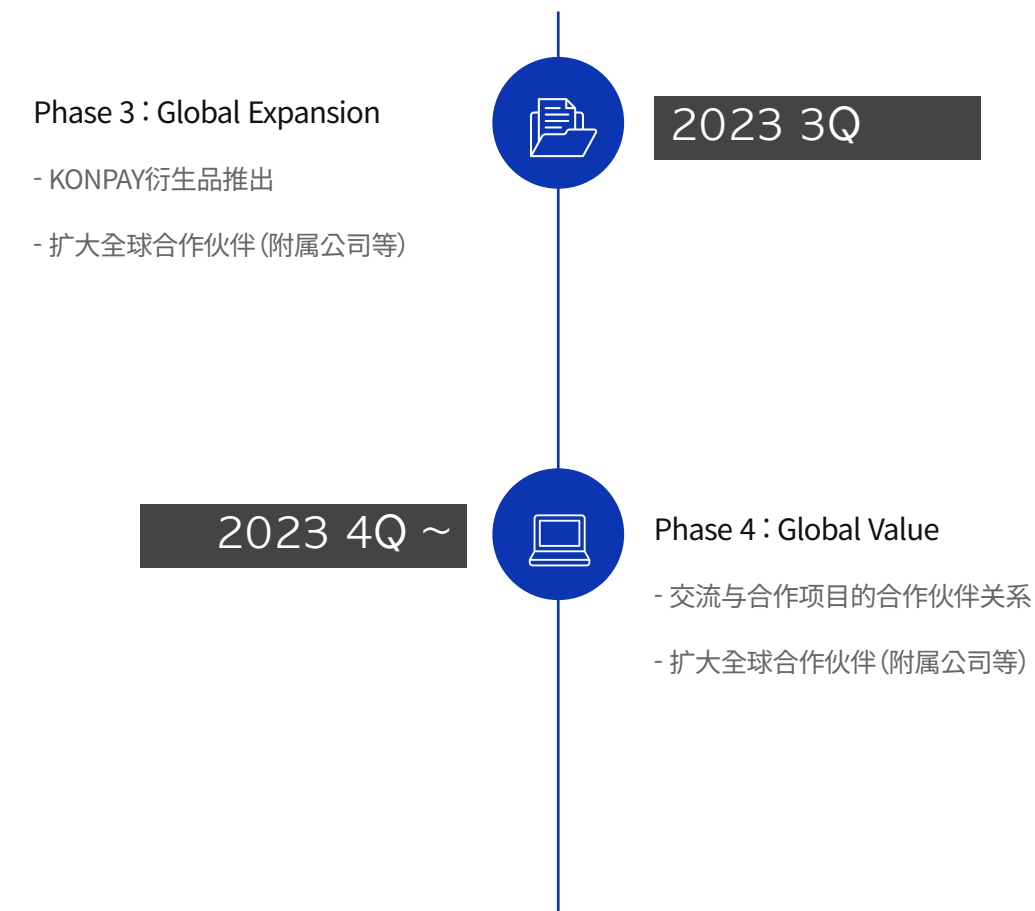 Phase 3 : Global Expansion
2023 3Q
- KONPAY衍生品推出
- 扩大全球合作伙伴 (附属公司等)
2023 4Q ~
Phase 4 : Global Value
- 交流与合作项目的合作伙伴关系
- 扩大全球合作伙伴 (附属公司等)